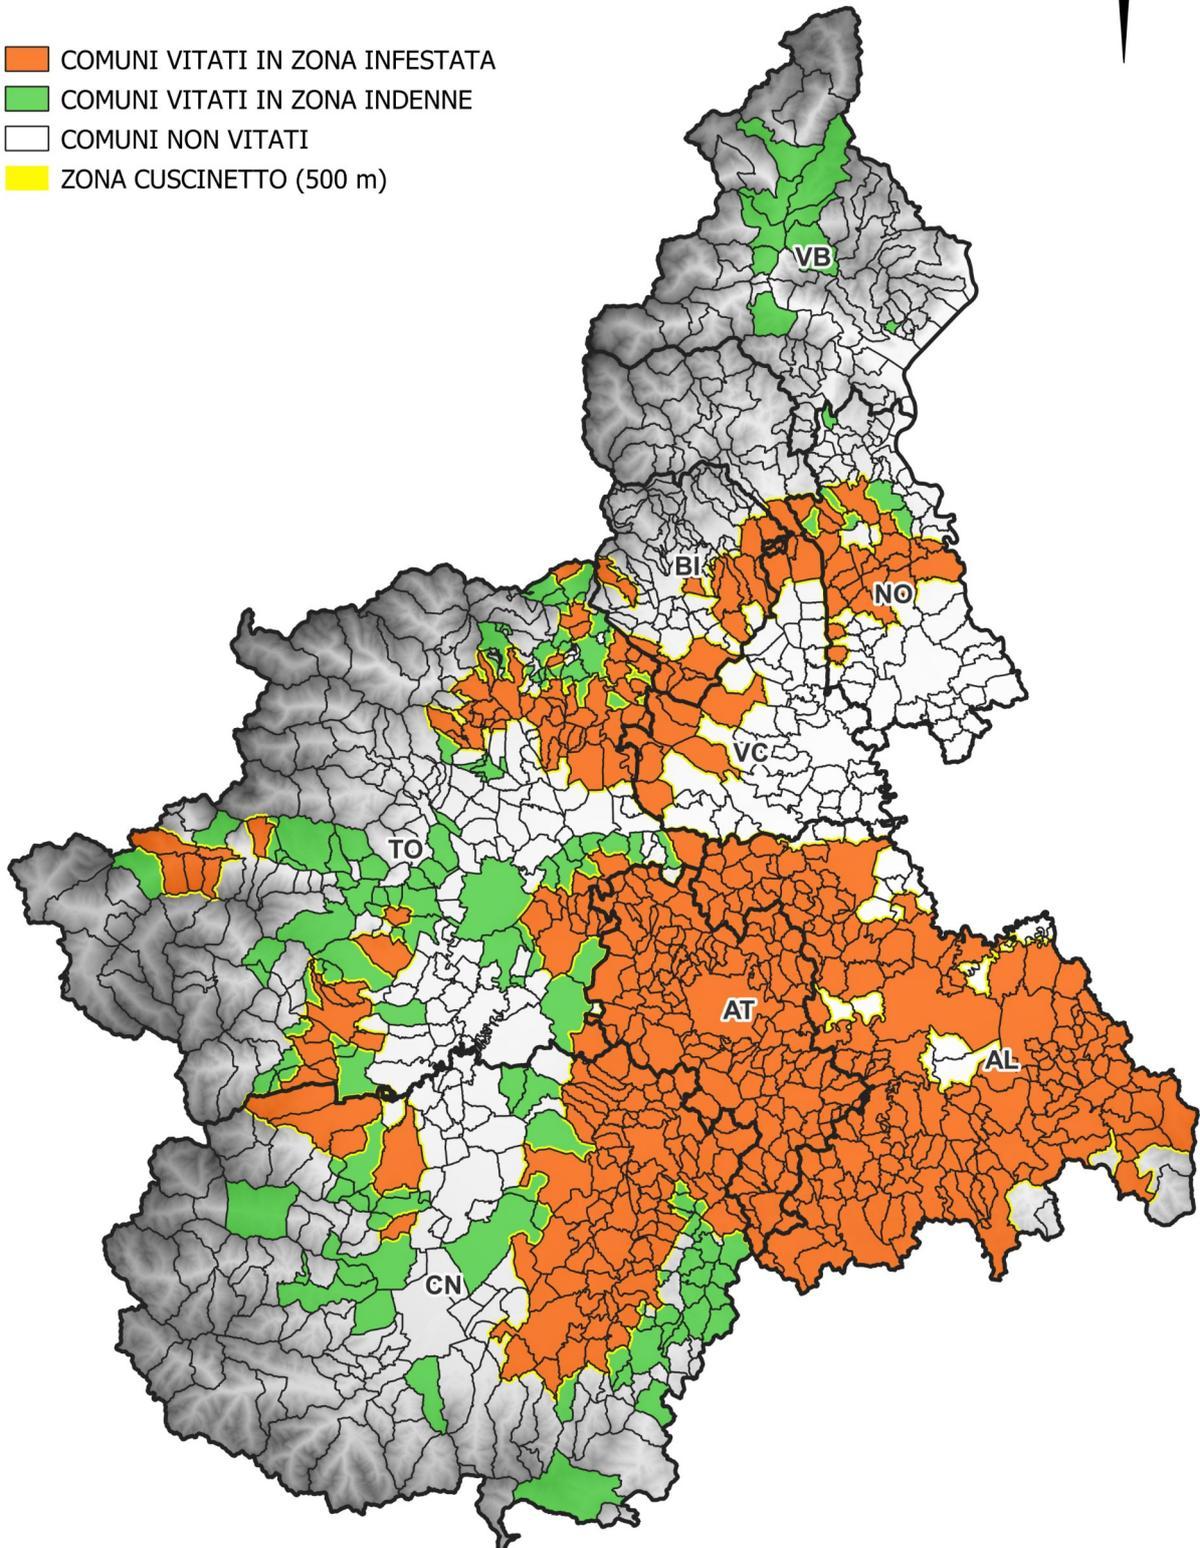 COMUNI VITATI IN ZONA INFESTATA
COMUNI VITATI IN ZONA INDENNE
COMUNI NON VITATI
ZONA CUSCINETTO (500 m)
VB
BI
NO
VC
TO
AT
AL
CN